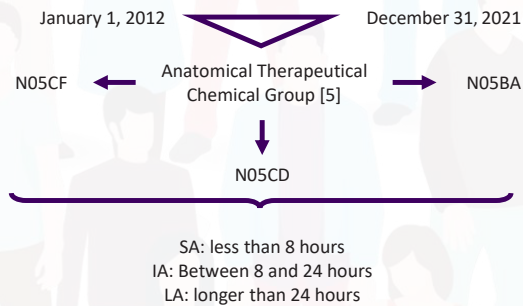 January 1, 2012
December 31, 2021
N05CF
Anatomical Therapeutical
Chemical Group [5]
N05BA
N05CD
SA: less than 8 hours
IA: Between 8 and 24 hours
LA: longer than 24 hours